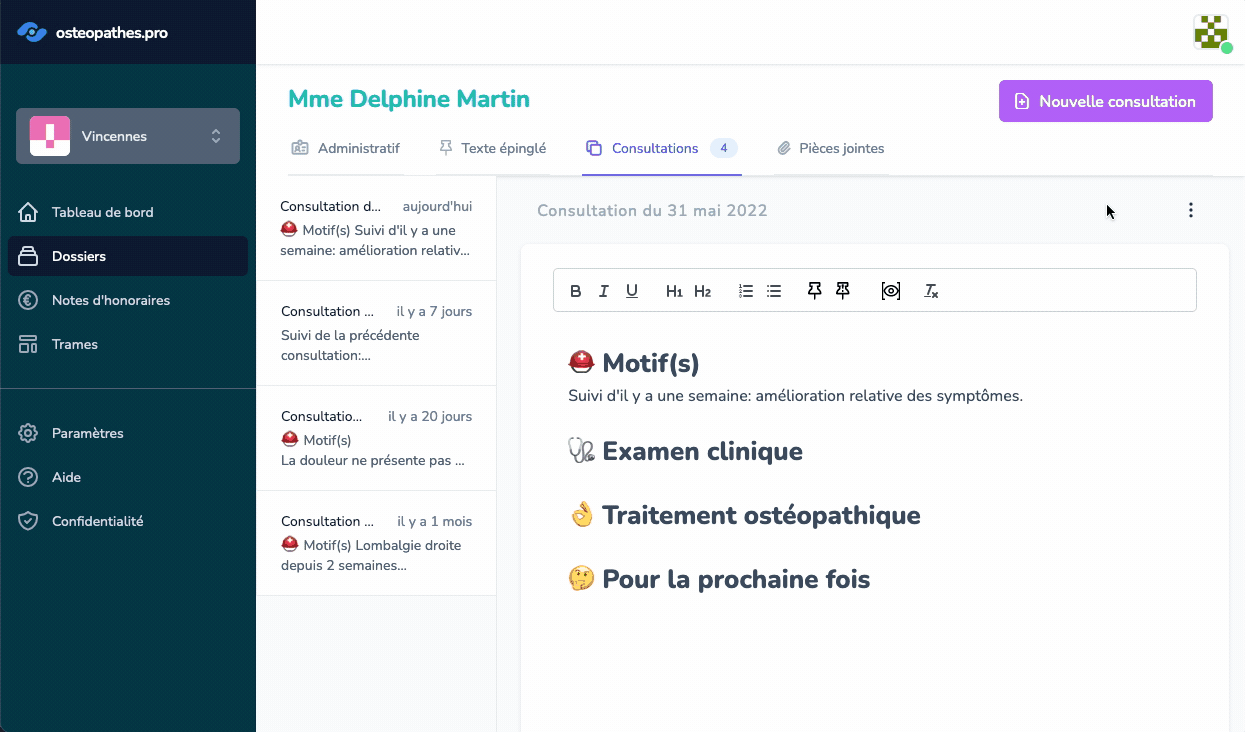 osteopathes.pro
Vincennes
Tableau de bord
Dossiers
Notes d'honoraires
Trames
Paramètres
Aide
Confidentialité
Mme Delphine Martin
Nouvelle consultation
Administratif
Texte épinglé
Consultations 4
Pièces jointes
Consultation d... aujourd'hui
⛑️ Motif(s) Suivi d'il y a une
semaine: amélioration relativ...
Consultation ... il y a 7 jours
Suivi de la précédente
consultation:...
Consultatio... il y a 20 jours
⛑️ Motif(s)
La douleur ne présente pas ...
Consultation ... il y a 1 mois
⛑️ Motif(s) Lombalgie droite
depuis 2 semaines...
Consultation du 31 mai 2022
B I U H1 H2
⛑️ Motif(s)
Suivi d'il y a une semaine: amélioration relative des symptômes.
🩺 Examen clinique
👌 Traitement ostéopathique
🤔 Pour la prochaine fois